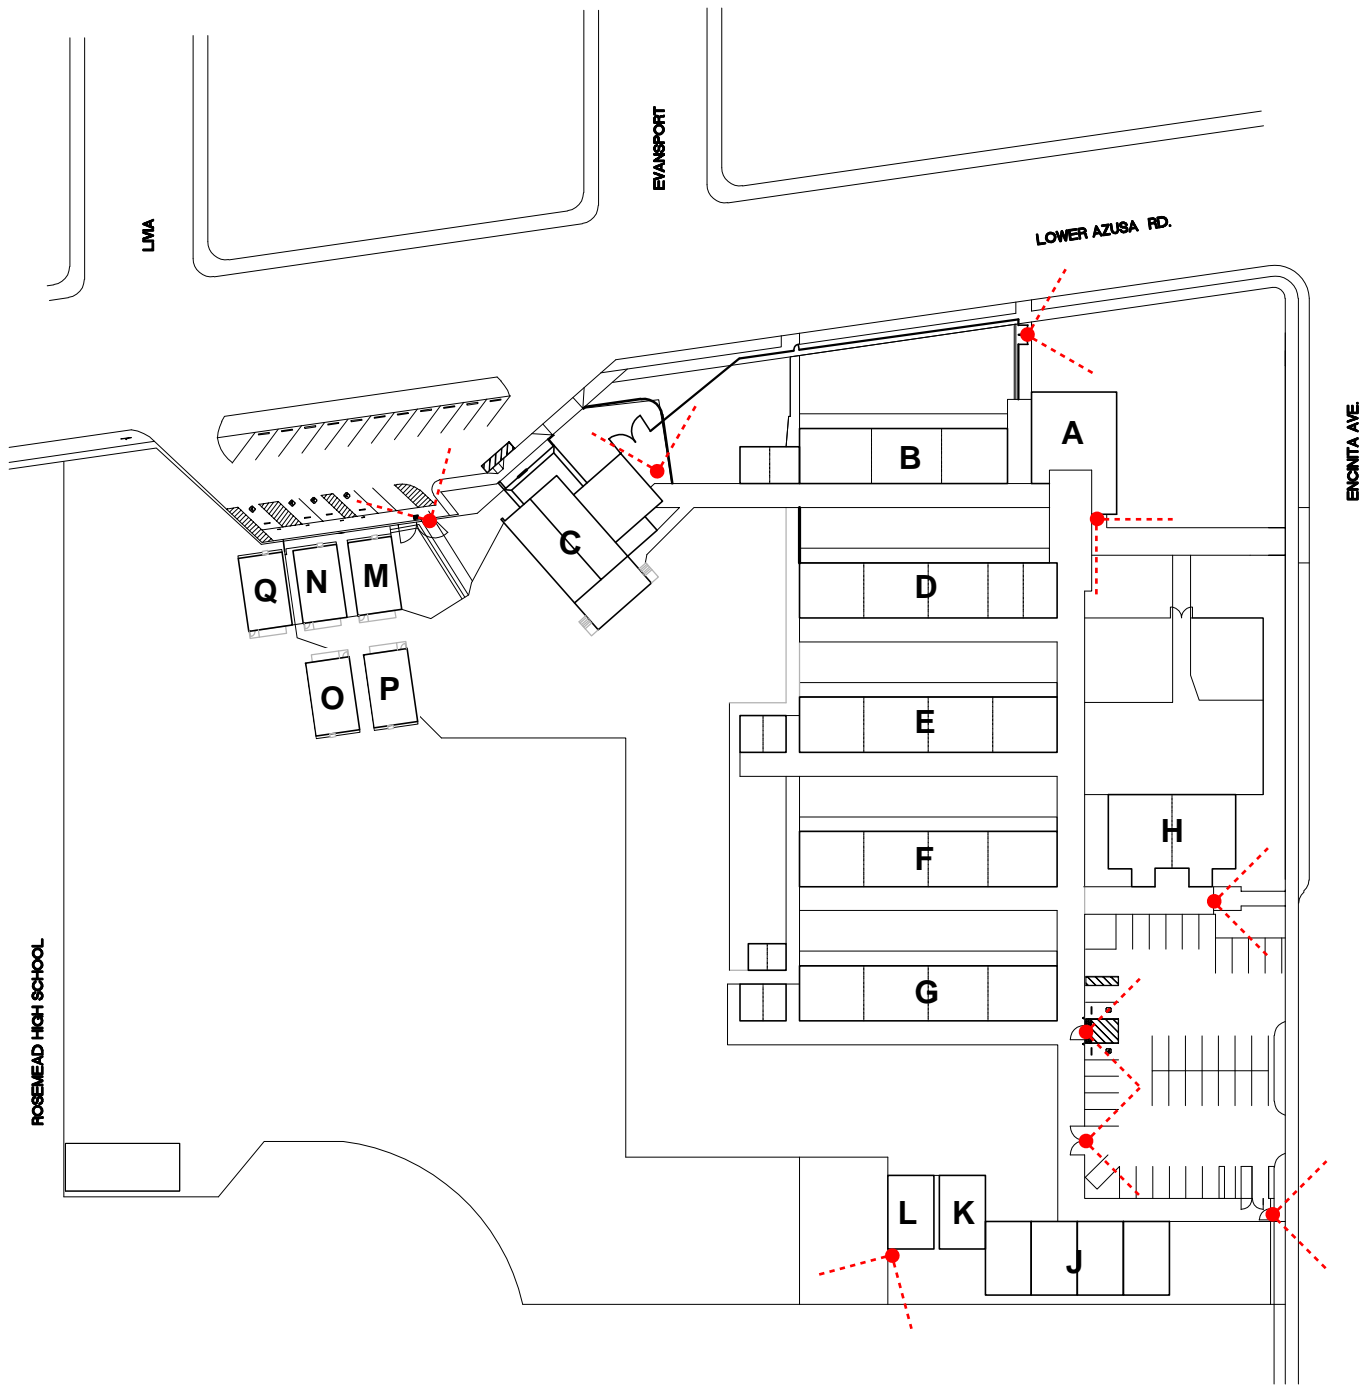 EVANSPORT
LIMA
LOWER AZUSA RD.
ENCINITA AVE.
A
B
C
D
M
N
Q
P
O
E
H
F
G
ROSEMEAD HIGH SCHOOL
L
K
J